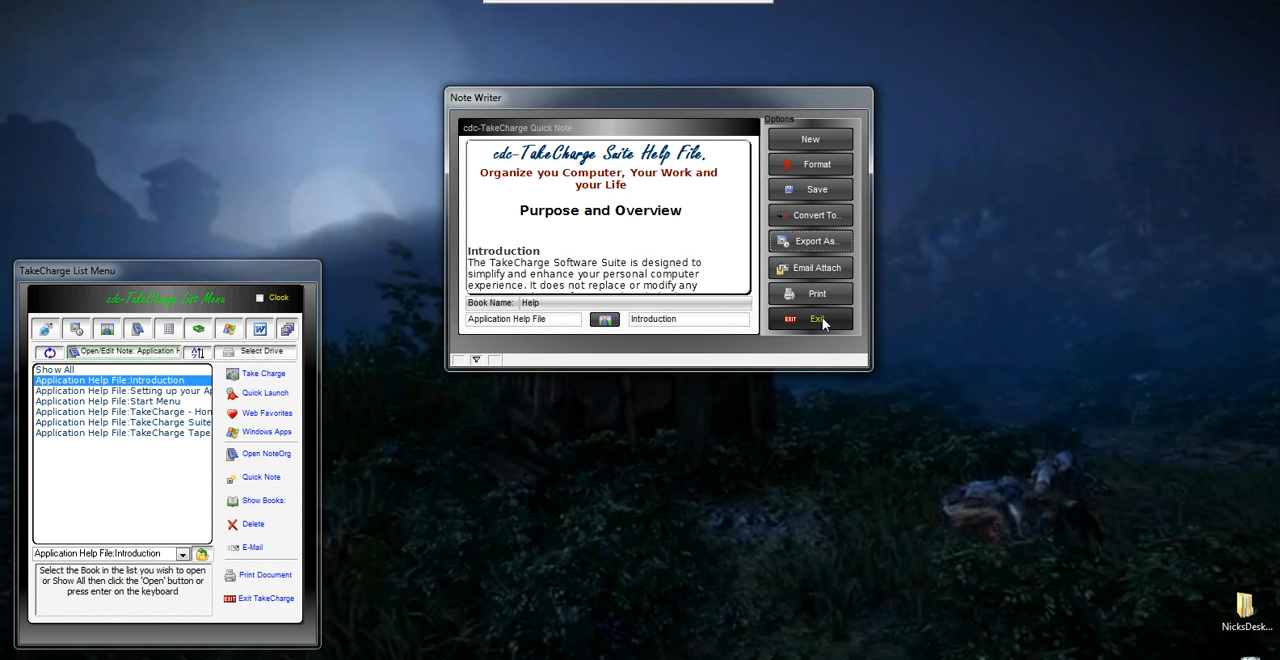 Note Writer
cdc-TakeCharge Quick Note
cdc-TakeCharge Suite Help File.
Organize you Computer, Your Work and
your Life
Purpose and Overview
Introduction
The TakeCharge Software Suite is designed to
simplify and enhance your personal computer
experience. It does not replace or modify any
Book Name: Help
Application Help File
Introduction
Options
New
Format
Save
Convert To..
Export As..
Email Attach
Print
EXIT Exit
TakeCharge List Menu
cdc-TakeCharge List Menu
Clock
Open/Edit Note: Application F
Select Drive
Show All
Application Help File:Introduction
Application Help File:Setting up your Ap
Application Help File:Start Menu
Application Help File:TakeCharge - Hon
Application Help File:TakeCharge Suite
Application Help File:TakeCharge Tape
Application Help File:Introduction
Select the Book in the list you wish to open
or Show All then click the 'Open' button or
press enter on the keyboard
Take Charge
Quick Launch
Web Favorites
Windows Apps
Open NoteOrg
Quick Note
Show Books:
Delete
E-Mail
Print Document
EXIT Exit TakeCharge
NicksDesk...